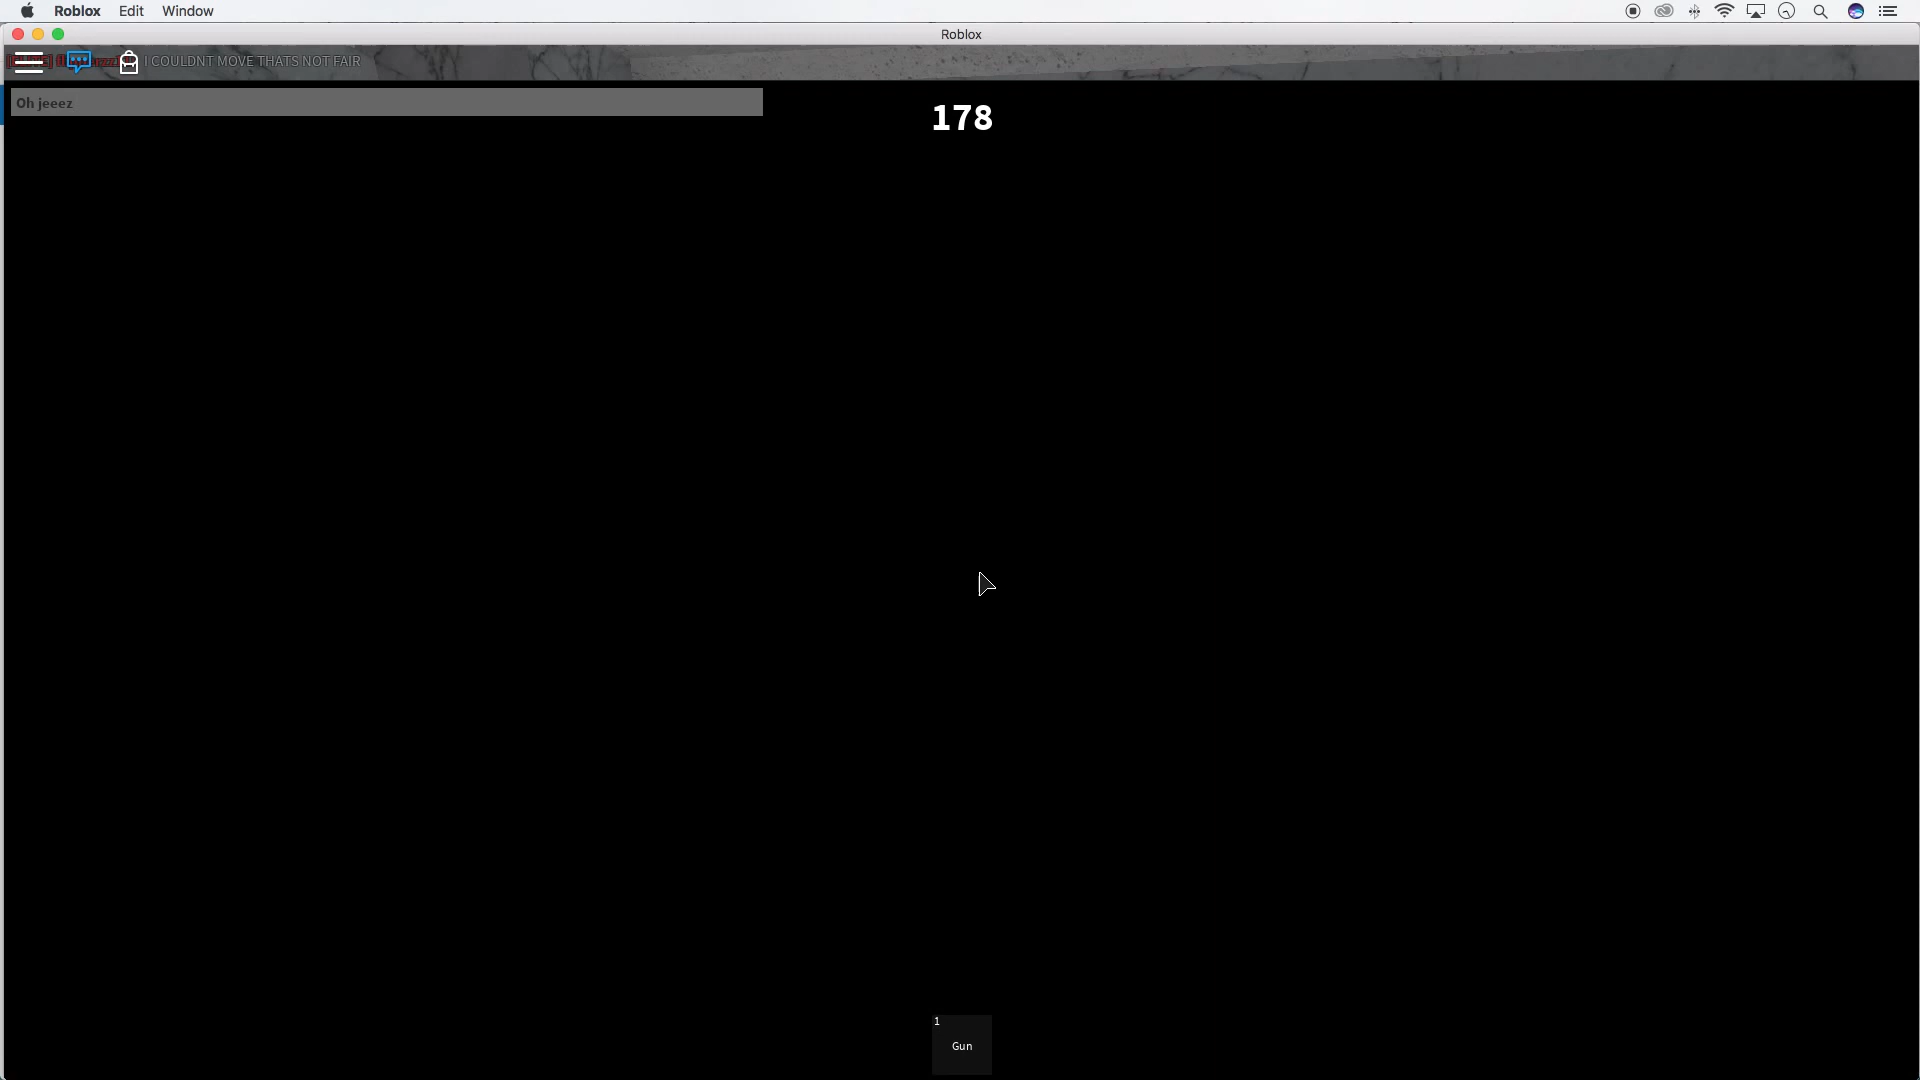 Roblox Edit Window
Roblox
I COULDNT MOVE THATS NOT FAIR
Oh jeeez
178
1
Gun